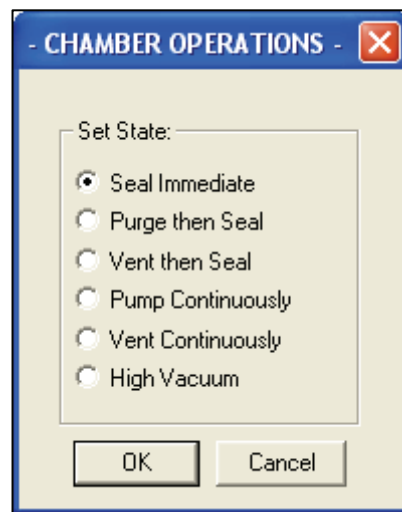 - CHAMBER OPERATIONS -
Set State:
Seal Immediate
Purge then Seal
Vent then Seal
Pump Continuously
Vent Continuously
High Vacuum
OK Cancel